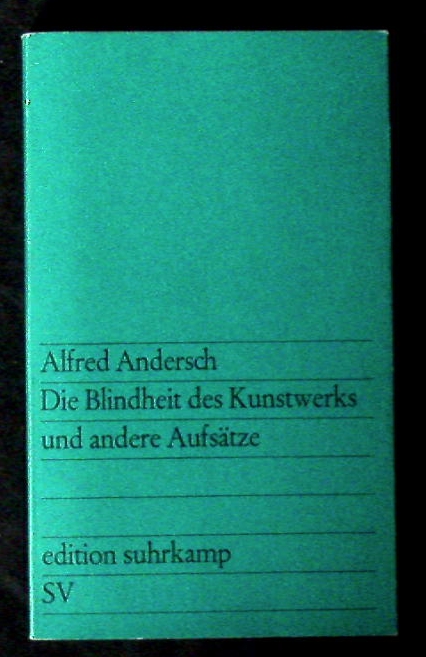 Alfred Andersch
Die Blindheit des Kunstwerks
und andere Aufsätze
edition suhrkamp
SV